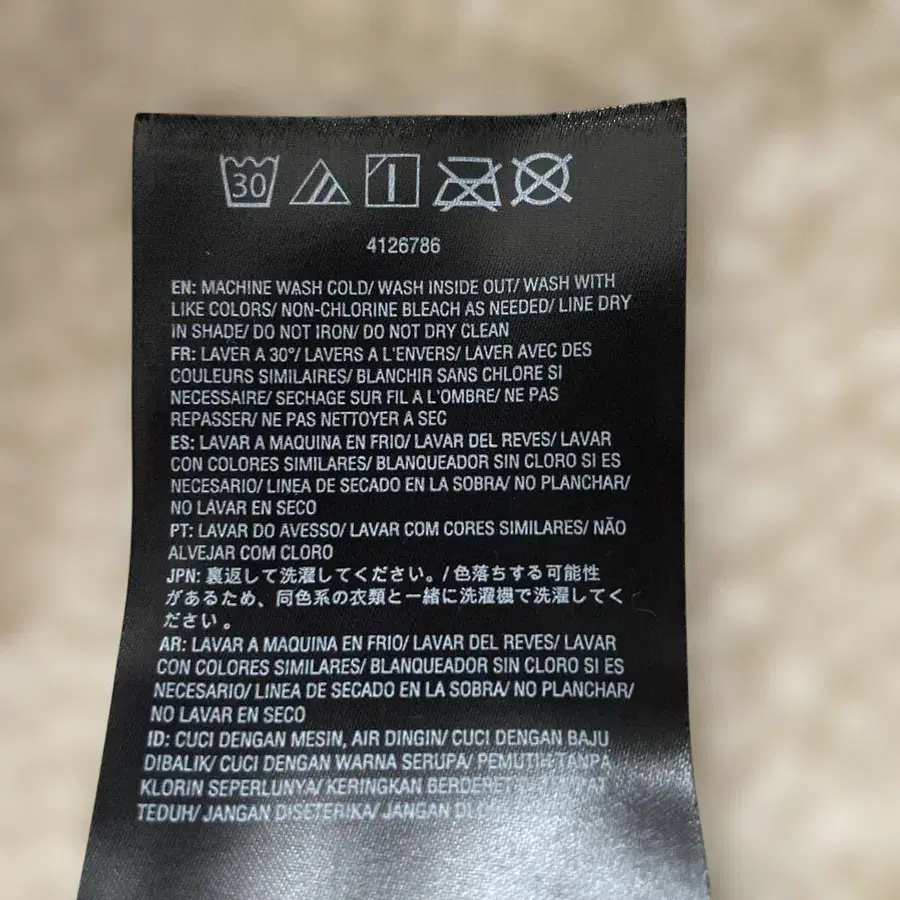 30
4126786
EN: MACHINE WASH COLD/ WASH INSIDE OUT/ WASH WITH
LIKE COLORS/ NON-CHLORINE BLEACH AS NEEDED/ LINE DRY
IN SHADE/ DO NOT IRON/ DO NOT DRY CLEAN
FR: LAVER A 30°/ LAVERS A L'ENVERS/ LAVER AVEC DES
COULEURS SIMILAIRES/ BLANCHIR SANS CHLORE SI
NECESSAIRE/ SECHAGE SUR FIL A L'OMBRE/ NE PAS
REPASSER/ NE PAS NETTOYER A SEC
ES: LAVAR A MAQUINA EN FRIO/ LAVAR DEL REVES/ LAVAR
CON COLORES SIMILARES/ BLANQUEADOR SIN CLORO SI ES
NECESARIO/ LINEA DE SECADO EN LA SOBRA/ NO PLANCHAR/
NO LAVAR EN SECO
PT: LAVAR DO AVESSO/ LAVAR COM CORES SIMILARES/ NÃO
ALVEJAR COM CLORO
JPN: 裏返して洗濯してください。/ 色落ちする可能性
があるため、同色系の衣類と一緒に洗濯機で洗濯してく
ださい。
AR: LAVAR A MAQUINA EN FRIO/ LAVAR DEL REVES/ LAVAR
CON COLORES SIMILARES/ BLANQUEADOR SIN CLORO SI ES
NECESARIO/ LINEA DE SECADO EN LA SOBRA/ NO PLANCHAR/
NO LAVAR EN SECO
ID: CUCI DENGAN MESIN, AIR DINGIN/ CUCI DENGAN BAJU
DIBALIK/ CUCI DENGAN WARNA SERUPA/ PEMUTIH TANPA
KLORIN SEPERLUNYA/ KERINGKAN
TEDUH/ JANGAN DISETERIKA/ JANGAN